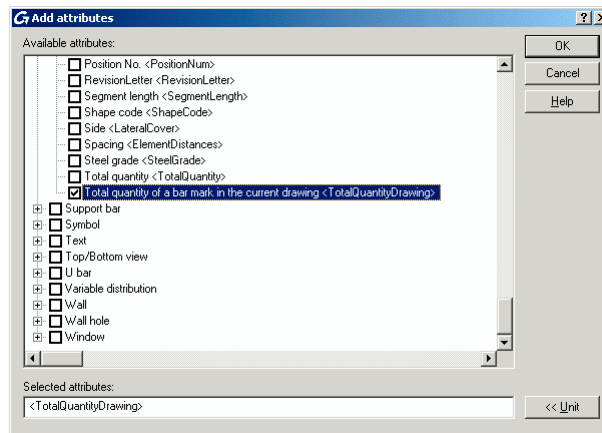 Add attributes
Available attributes:
OK
Position No. <PositionNum>
RevisionLetter <RevisionLetter>
Cancel
Segment length <SegmentLength>
Shape code <ShapeCode>
Help
Side <LateralCover>
Spacing <ElementDistances>
Steel grade <SteelGrade>
Total quantity <TotalQuantity>
Total quantity of a bar mark in the current drawing <TotalQuantityDrawing>
Support bar
Symbol
Text
Top/Bottom view
U bar
Variable distribution
Wall
Wall hole
Window
Selected attributes:
<TotalQuantityDrawing>
<< Unit